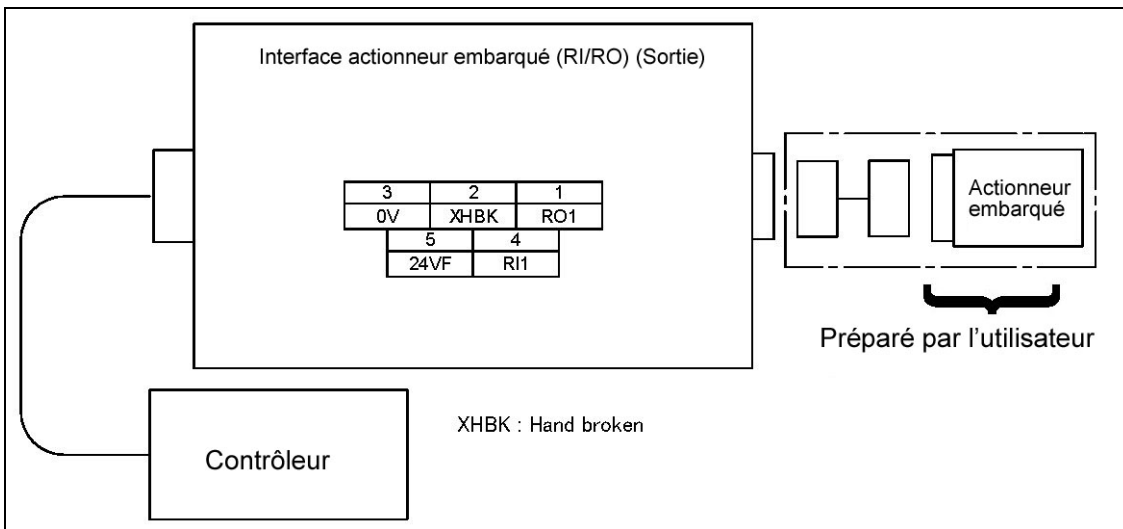 Interface actionneur embarqué (RI/RO) (Sortie)
3 2 1
0V XHBK RO1
5 4
24VF RI1
Actionneur
embarqué
Préparé par l'utilisateur
XHBK : Hand broken
Contrôleur